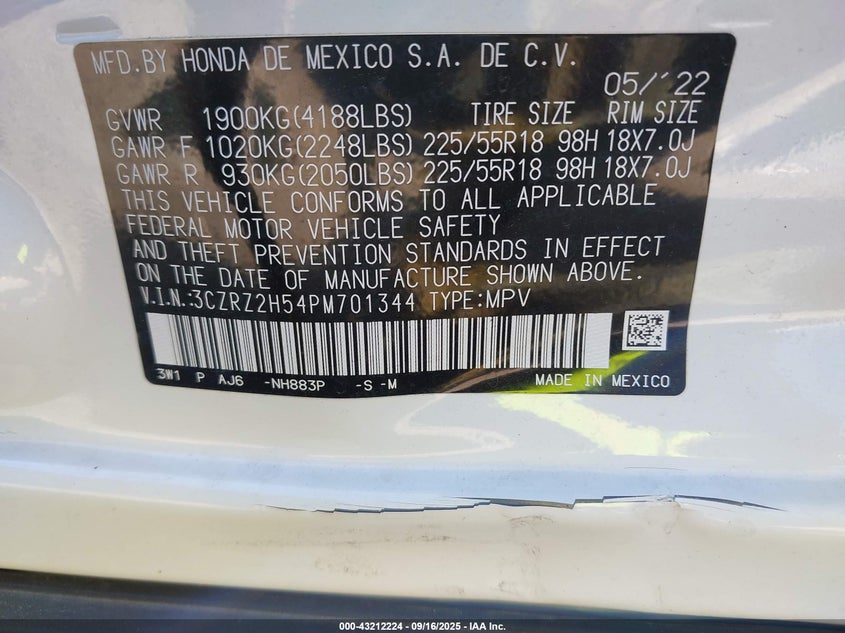 MFD.BY HONDA DE MEXICO S.A. DE C.V.
05/'22
GVWR 1900KG(4188LBS) TIRE SIZE RIM SIZE
GAWR F 1020KG(2248LBS) 225/55R18 98H 18X7.0J
GAWR R 930KG(2050LBS) 225/55R18 98H 18X7.0J
THIS VEHICLE CONFORMS TO ALL APPLICABLE
FEDERAL MOTOR VEHICLE SAFETY
AND THEFT PREVENTION STANDARDS IN EFFECT
ON THE DATE OF MANUFACTURE SHOWN ABOVE.
V.I.N.:3CZRZ2H54PM701344 TYPE:MPV
3W1 P AJ6 -NH883P -S -M MADE IN MEXICO
000-43212224 - 09/16/2025 - IAA Inc.